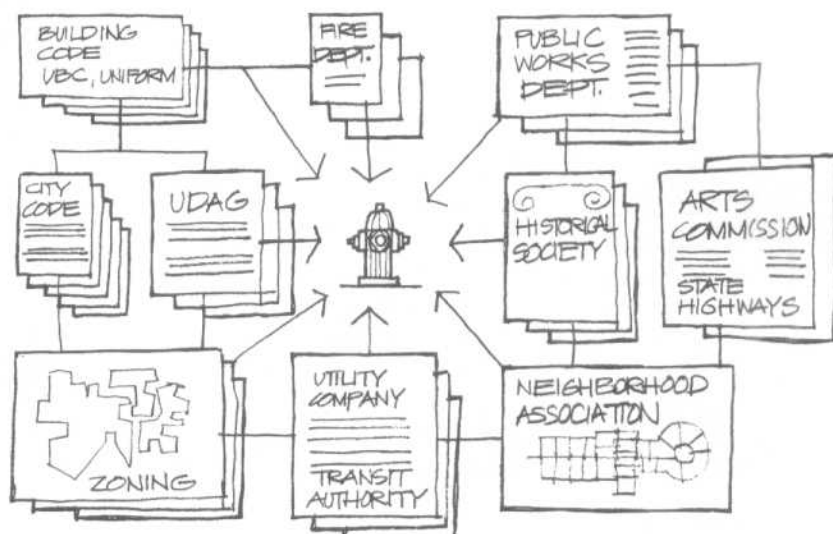 BUILDING
CODE
UBC, UNIFORM
FIRE
DEPT.
PUBLIC
WORKS
DEPT.
CITY
CODE
UDAG
HISTORICAL
SOCIETY
ARTS
COMMISSION
STATE
HIGHWAYS
ZONING
UTILITY
COMPANY
TRANSIT
AUTHORITY
NEIGHBORHOOD
ASSOCIATION